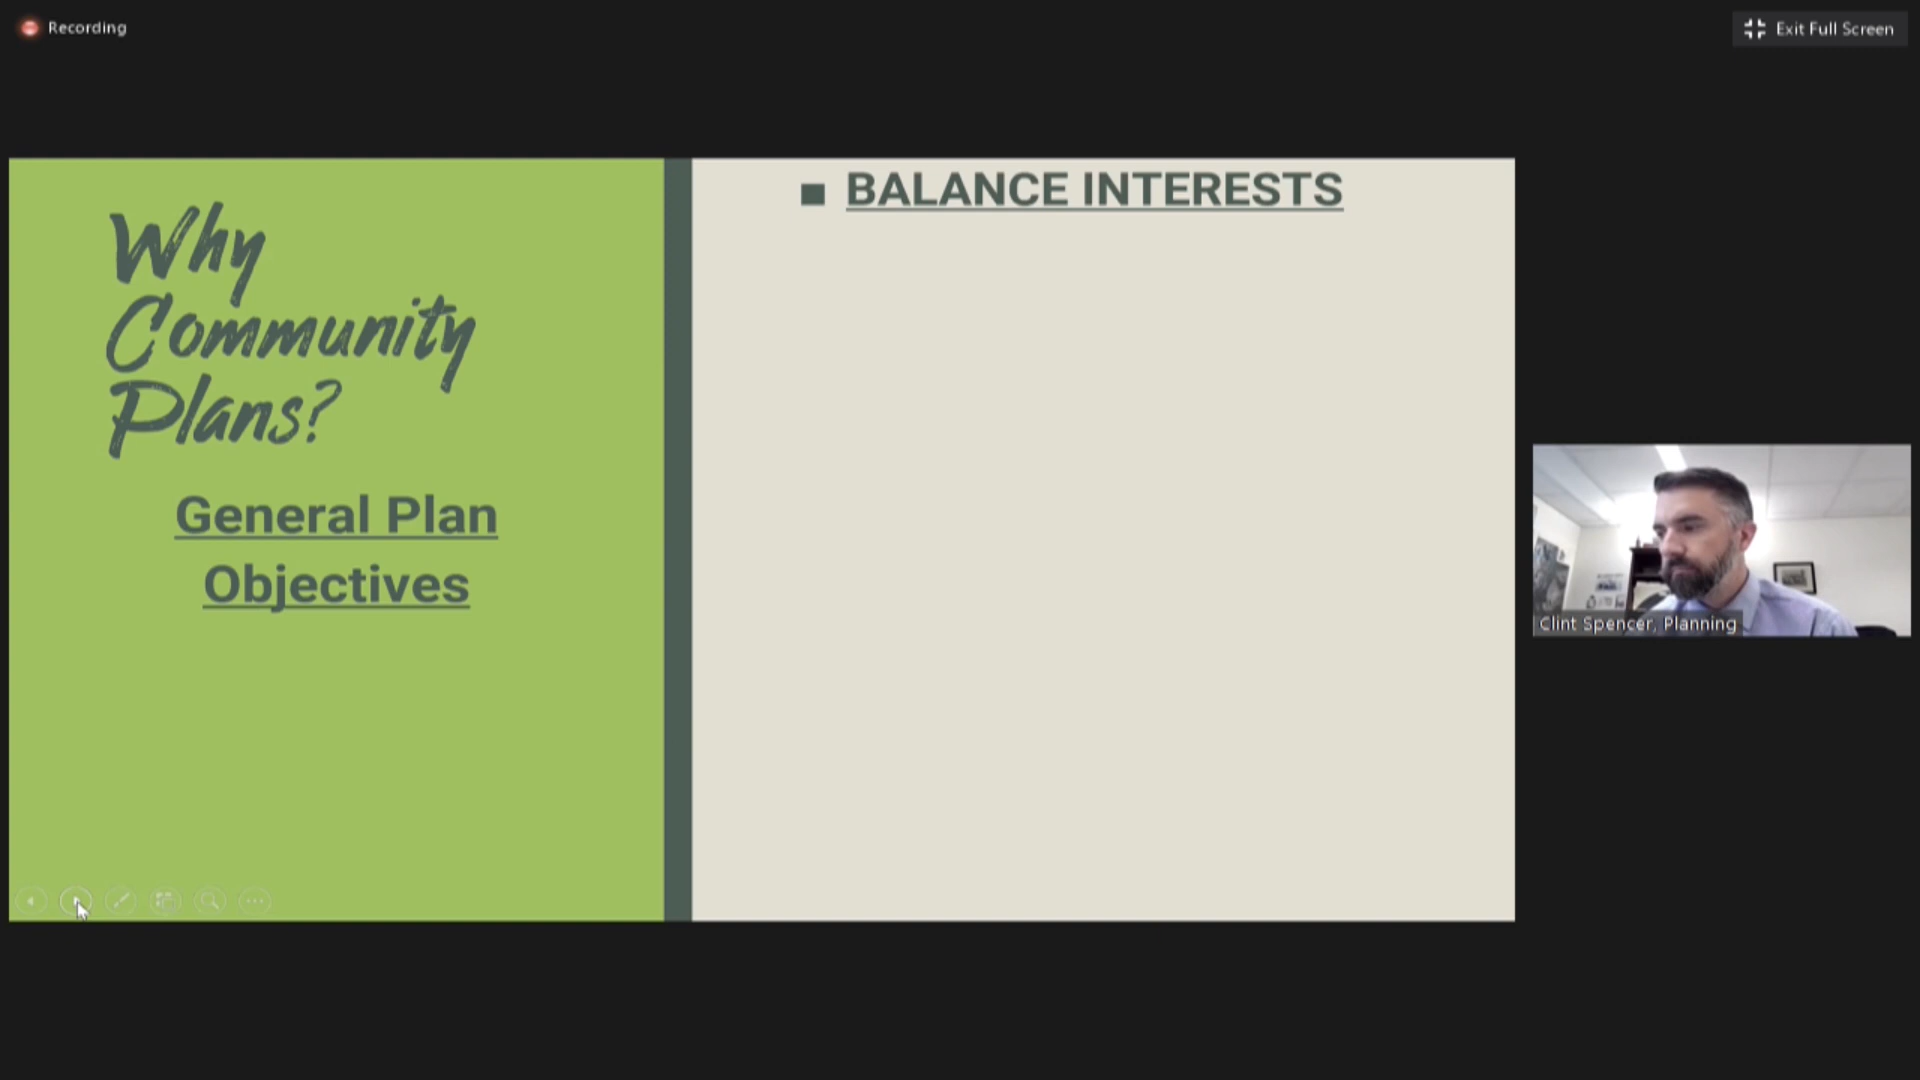 Recording
Exit Full Screen
Why
Community
Plans?
General Plan
Objectives
BALANCE INTERESTS
Clint Spencer, Planning